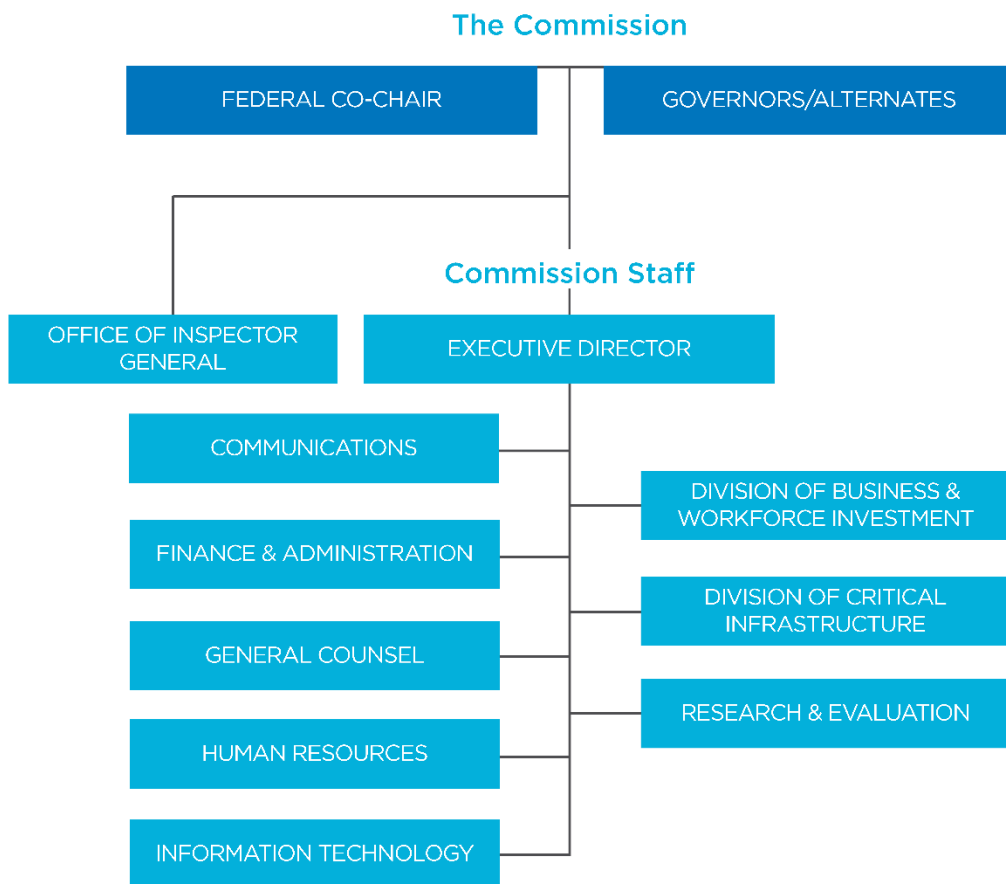 The Commission
FEDERAL CO-CHAIR
GOVERNORS/ALTERNATES
Commission Staff
OFFICE OF INSPECTOR
GENERAL
EXECUTIVE DIRECTOR
COMMUNICATIONS
FINANCE & ADMINISTRATION
GENERAL COUNSEL
HUMAN RESOURCES
INFORMATION TECHNOLOGY
DIVISION OF BUSINESS &
WORKFORCE INVESTMENT
DIVISION OF CRITICAL
INFRASTRUCTURE
RESEARCH & EVALUATION